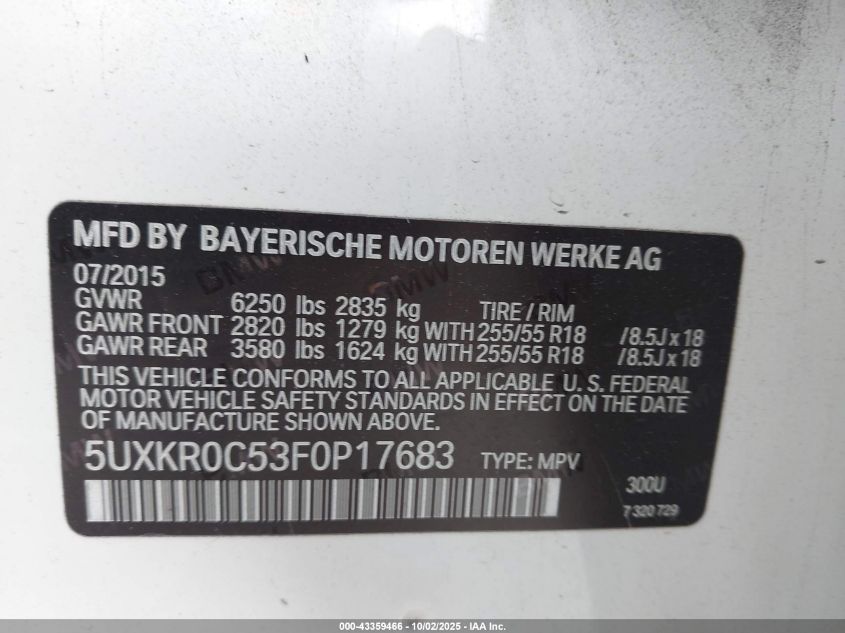 MFD BY BAYERISCHE MOTOREN WERKE AG
07/2015
GVWR 6250 lbs 2835 kg TIRE / RIM
GAWR FRONT 2820 lbs 1279 kg WITH 255/55 R18 /8.5J x 18
GAWR REAR 3580 lbs 1624 kg WITH 255/55 R18 /8.5J x 18
THIS VEHICLE CONFORMS TO ALL APPLICABLE U. S. FEDERAL
MOTOR VEHICLE SAFETY STANDARDS IN EFFECT ON THE DATE
OF MANUFACTURE SHOWN ABOVE.
5UXKR0C53F0P17683 TYPE: MPV
300U
7 320 729
000-43359466 - 10/02/2025 - IAA Inc.